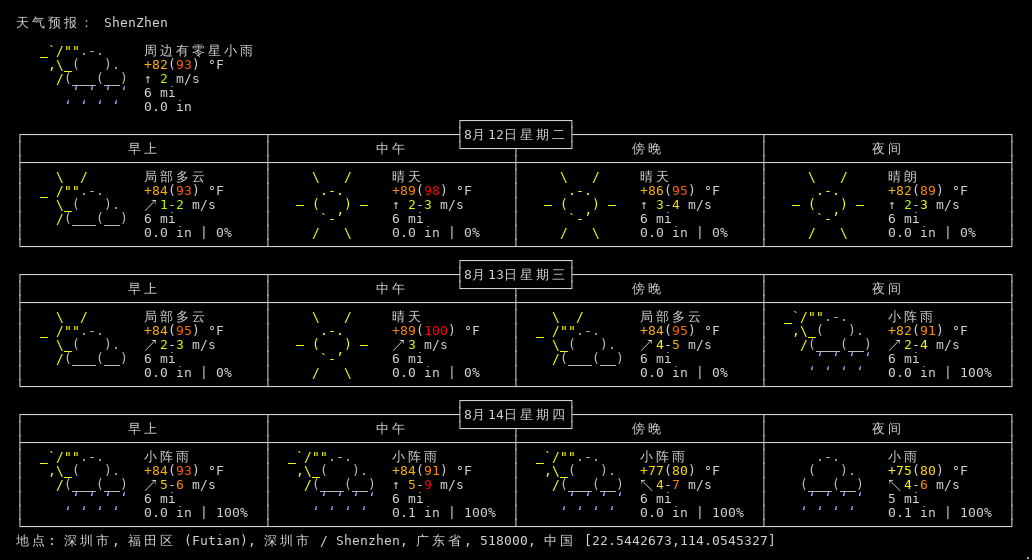 天气预报： ShenZhen
周边有零星小雨
+82(93) °F
↑ 2 m/s
6 mi
0.0 in
8月12日星期二
早上 中午 傍晚 夜间
局部多云 晴天 晴天 晴朗
+84(93) °F +89(98) °F +86(95) °F +82(89) °F
↗ 1-2 m/s ↑ 2-3 m/s ↑ 3-4 m/s ↑ 2-3 m/s
6 mi 6 mi 6 mi 6 mi
0.0 in | 0% 0.0 in | 0% 0.0 in | 0% 0.0 in | 0%
8月13日星期三
早上 中午 傍晚 夜间
局部多云 晴天 局部多云 小阵雨
+84(95) °F +89(100) °F +84(95) °F +82(91) °F
↗ 2-3 m/s ↗ 3 m/s ↗ 4-5 m/s ↗ 2-4 m/s
6 mi 6 mi 6 mi 6 mi
0.0 in | 0% 0.0 in | 0% 0.0 in | 0% 0.0 in | 100%
8月14日星期四
早上 中午 傍晚 夜间
小阵雨 小阵雨 小阵雨 小雨
+84(93) °F +84(91) °F +77(80) °F +75(80) °F
↗ 5-6 m/s ↑ 5-9 m/s ↖ 4-7 m/s ↖ 4-6 m/s
6 mi 6 mi 6 mi 5 mi
0.0 in | 100% 0.1 in | 100% 0.0 in | 100% 0.1 in | 100%
地点: 深圳市, 福田区 (Futian), 深圳市 / Shenzhen, 广东省, 518000, 中国 [22.5442673,114.0545327]